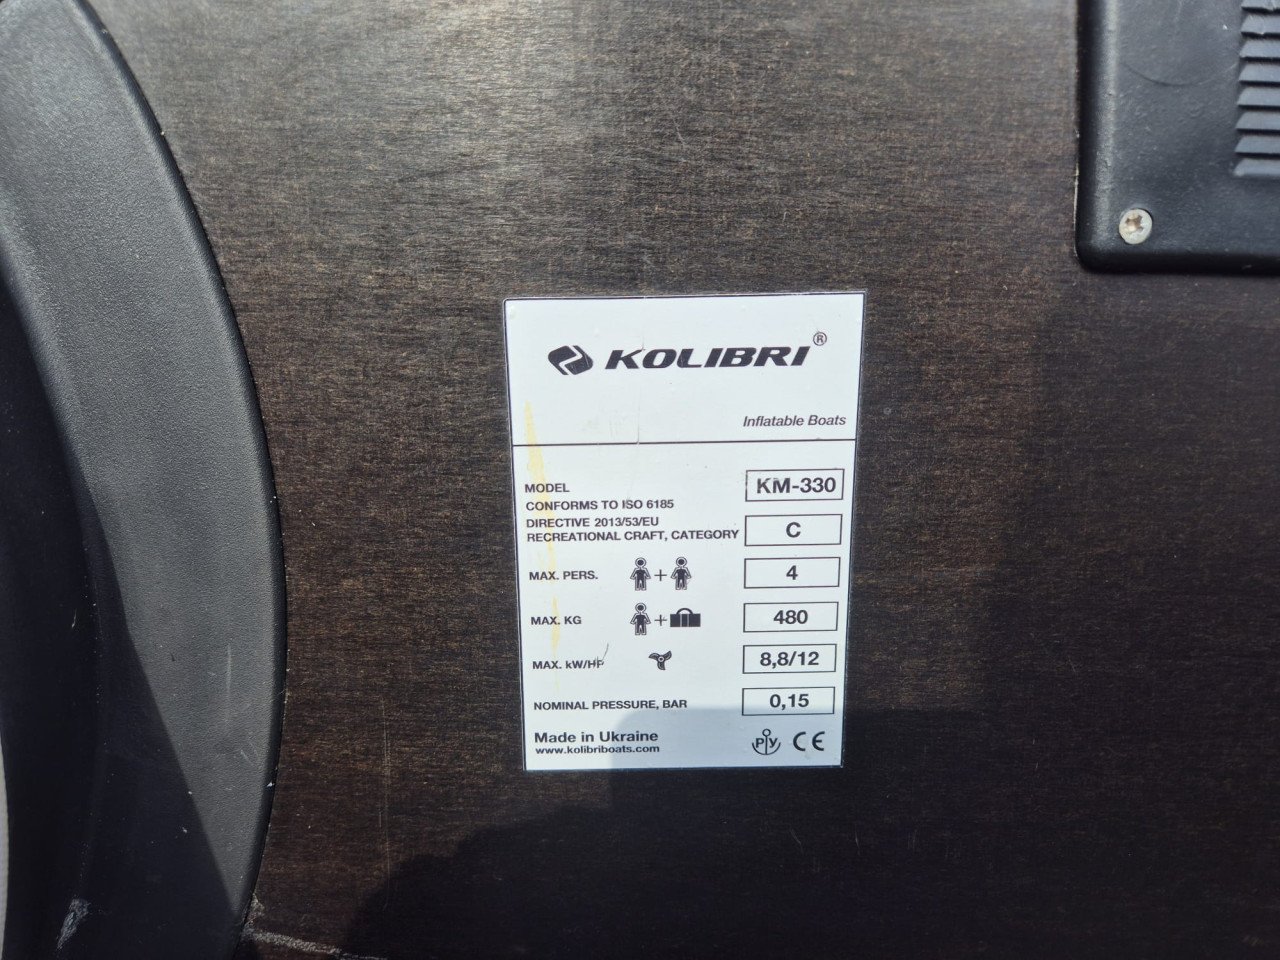 KOLIBRI®
Inflatable Boats
MODEL KM-330
CONFORMS TO ISO 6185
DIRECTIVE 2013/53/EU
RECREATIONAL CRAFT, CATEGORY C
MAX. PERS. + 4
MAX. KG + 480
MAX. kW/HP 8,8/12
NOMINAL PRESSURE, BAR 0,15
Made in Ukraine
www.kolibriboats.com
РУ CE